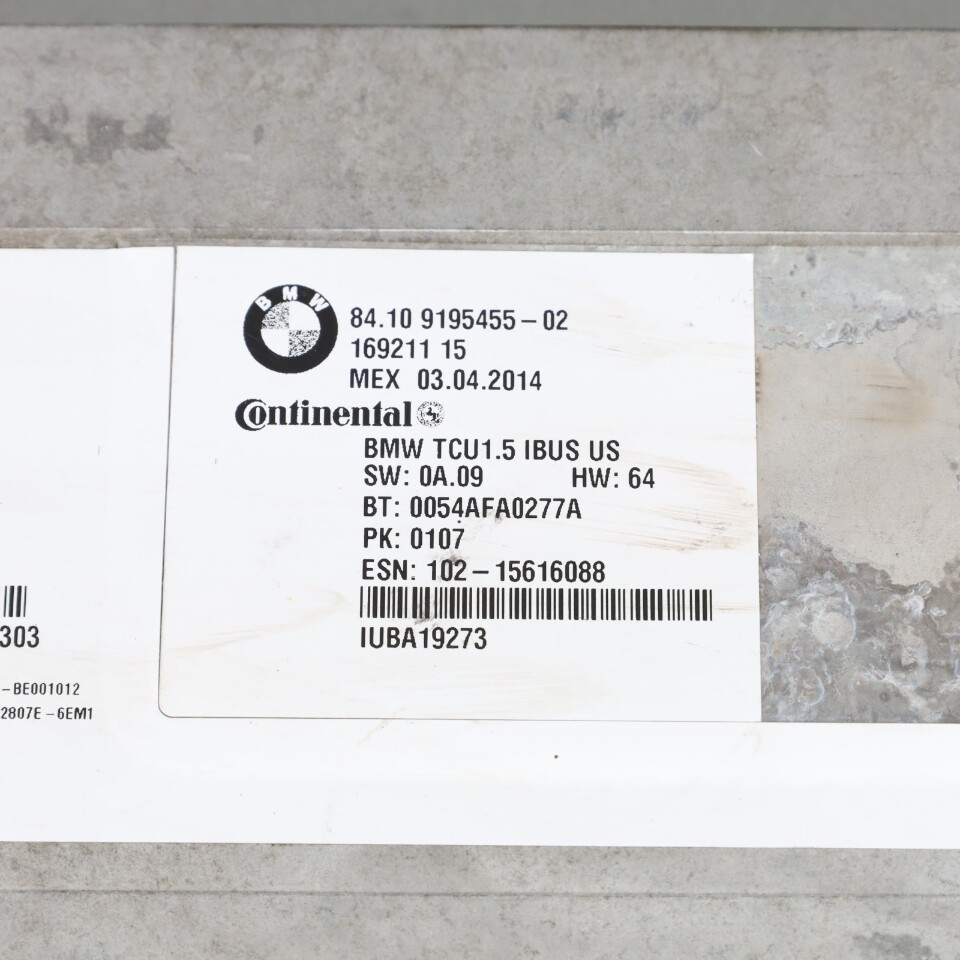 BMW
84.10 9195455-02
169211 15
MEX 03.04.2014
Continental
BMW TCU1.5 IBUS US
SW: 0A.09 HW: 64
BT: 0054AFA0277A
PK: 0107
ESN: 102-15616088
IUBA19273
303
-BE001012
2807E-6EM1